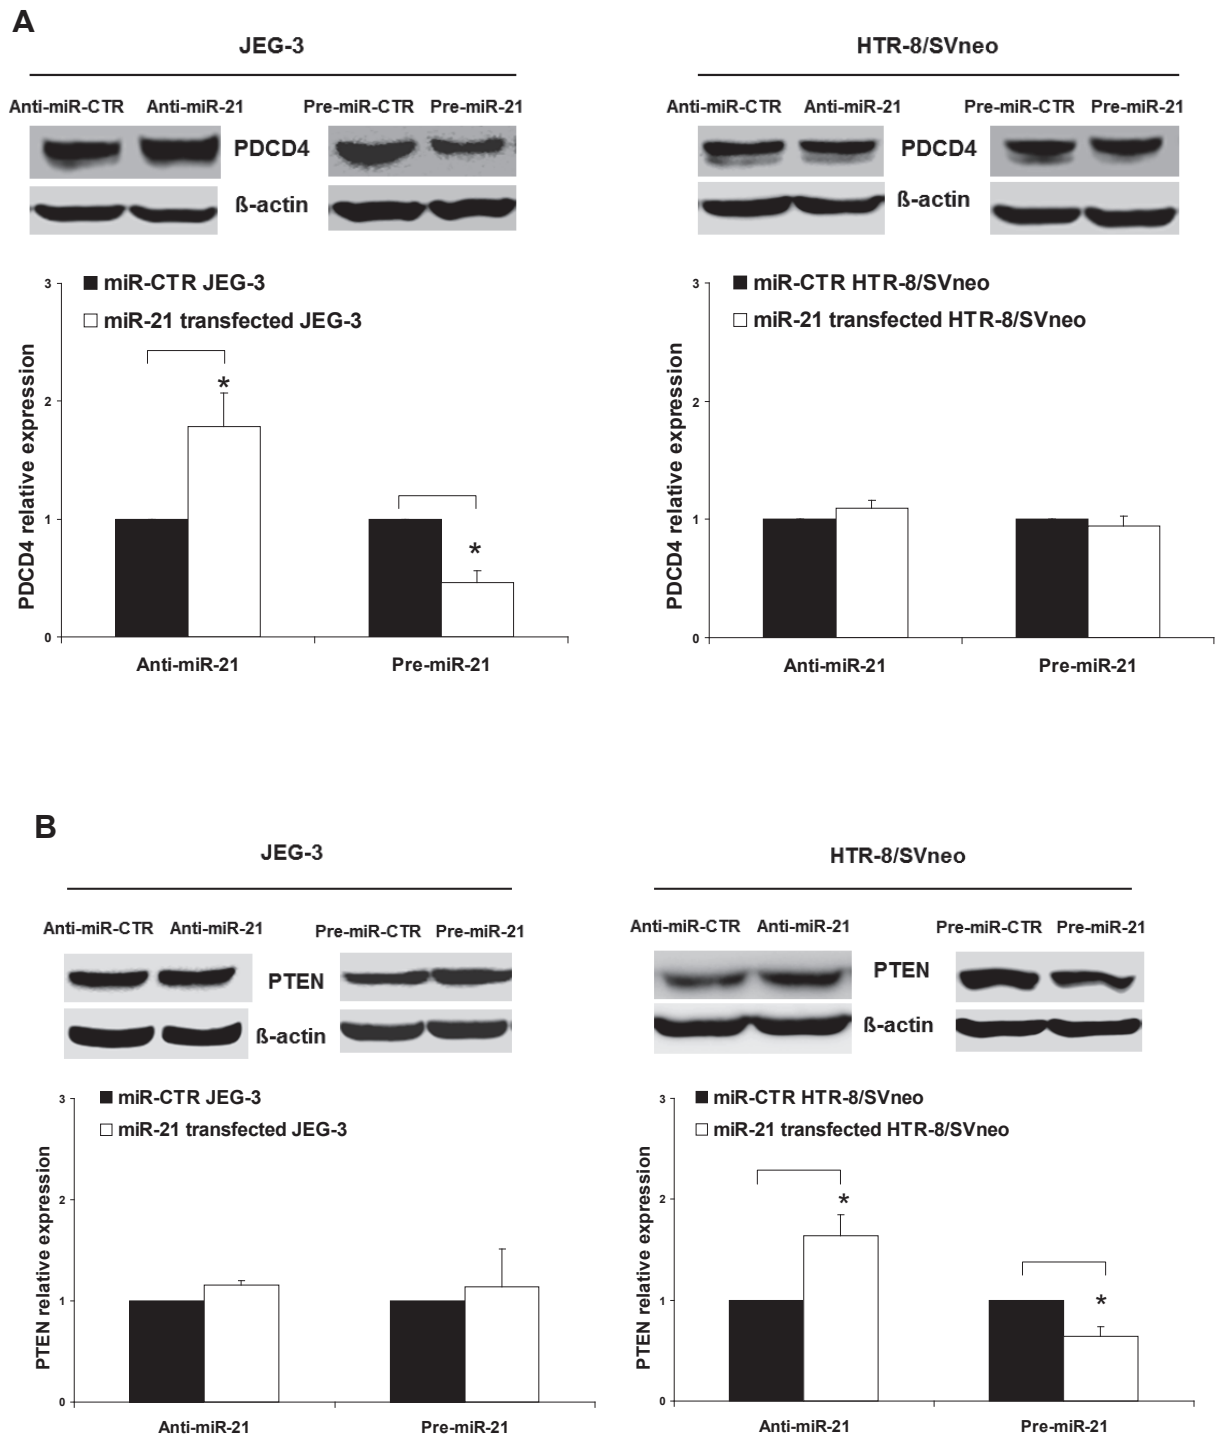 A
JEG-3
HTR-8/SVneo
Anti-miR-CTR Anti-miR-21 Pre-miR-CTR Pre-miR-21
Anti-miR-CTR Anti-miR-21 Pre-miR-CTR Pre-miR-21
PDCD4
PDCD4
ß-actin
ß-actin
miR-CTR JEG-3
miR-21 transfected JEG-3
PDCD4 relative expression
3
2
1
0
*
*
Anti-miR-21 Pre-miR-21
miR-CTR HTR-8/SVneo
miR-21 transfected HTR-8/SVneo
PDCD4 relative expression
3
2
1
0
Anti-miR-21 Pre-miR-21
B
JEG-3
HTR-8/SVneo
Anti-miR-CTR Anti-miR-21 Pre-miR-CTR Pre-miR-21
Anti-miR-CTR Anti-miR-21 Pre-miR-CTR Pre-miR-21
PTEN
PTEN
ß-actin
ß-actin
miR-CTR JEG-3
miR-21 transfected JEG-3
PTEN relative expression
3
2
1
0
Anti-miR-21 Pre-miR-21
miR-CTR HTR-8/SVneo
miR-21 transfected HTR-8/SVneo
PTEN relative expression
3
2
1
0
*
*
Anti-miR-21 Pre-miR-21